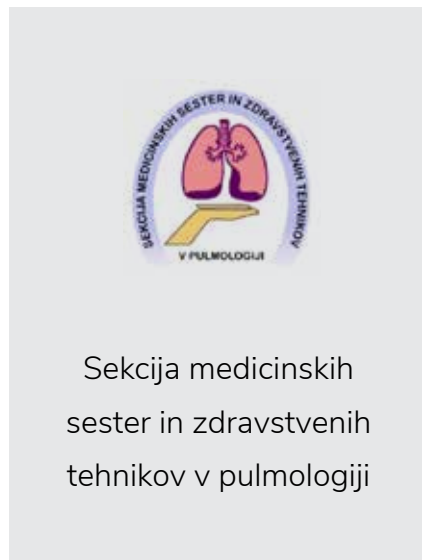 SEKCIJA MEDICINSKIH SESTER IN ZDRAVSTVENIH TEHNIKOV
V PULMOLOGIJI
Sekcija medicinskih
sester in zdravstvenih
tehnikov v pulmologiji